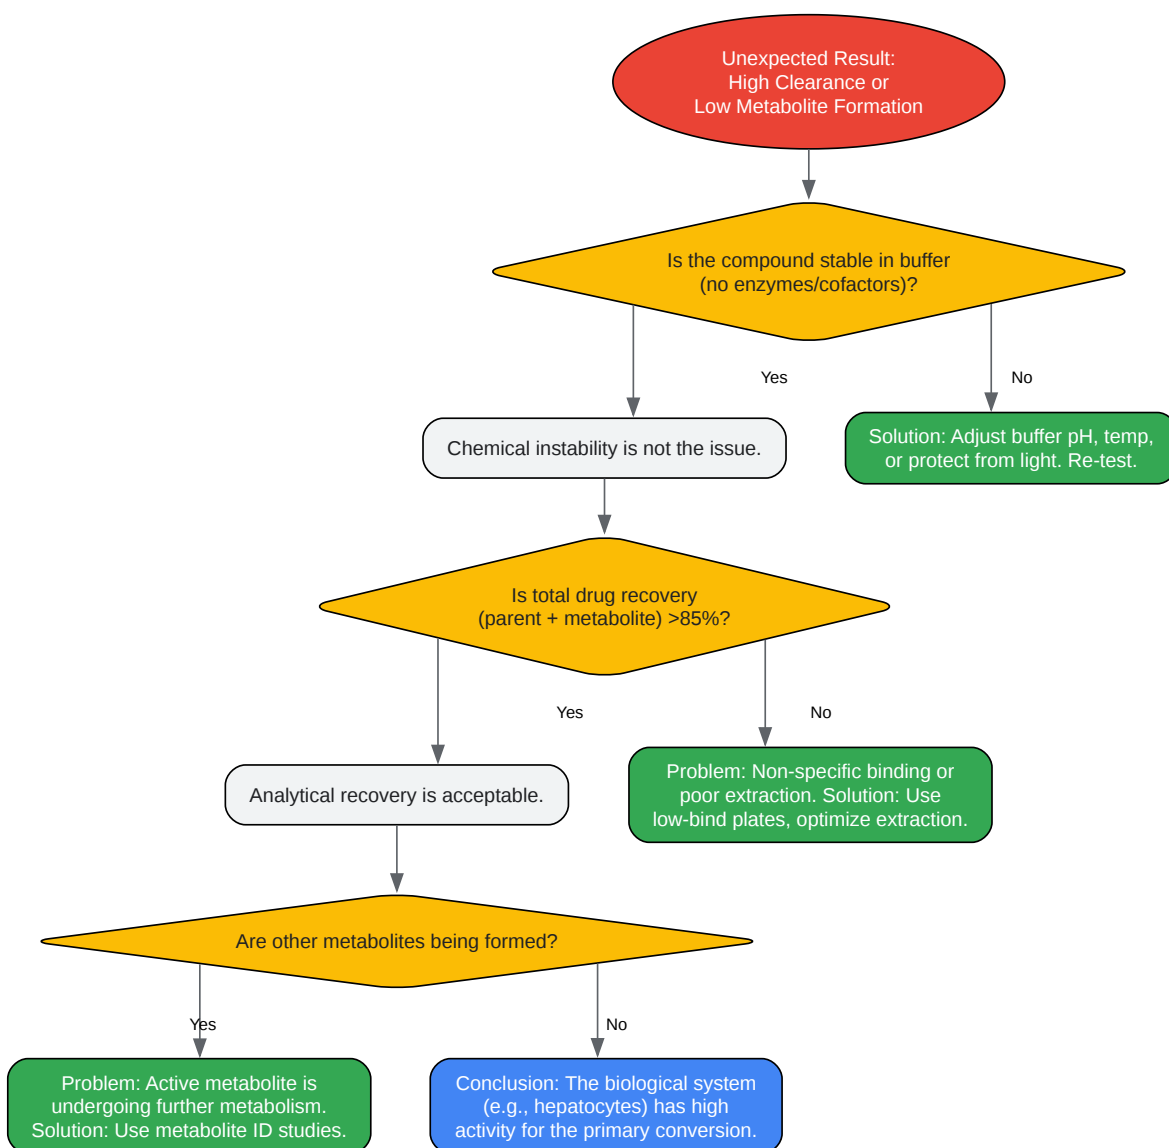 Unexpected Result:
High Clearance or
Low Metabolite Formation
Is the compound stable in buffer
(no enzymes/cofactors)?
Yes
No
Chemical instability is not the issue.
Solution: Adjust buffer pH, temp,
or protect from light. Re-test.
Is total drug recovery
(parent + metabolite) >85%?
Yes
No
Analytical recovery is acceptable.
Problem: Non-specific binding or
poor extraction. Solution: Use
low-bind plates, optimize extraction.
Are other metabolites being formed?
Yes
No
Problem: Active metabolite is
undergoing further metabolism.
Solution: Use metabolite ID studies.
Conclusion: The biological system
(e.g., hepatocytes) has high
activity for the primary conversion.